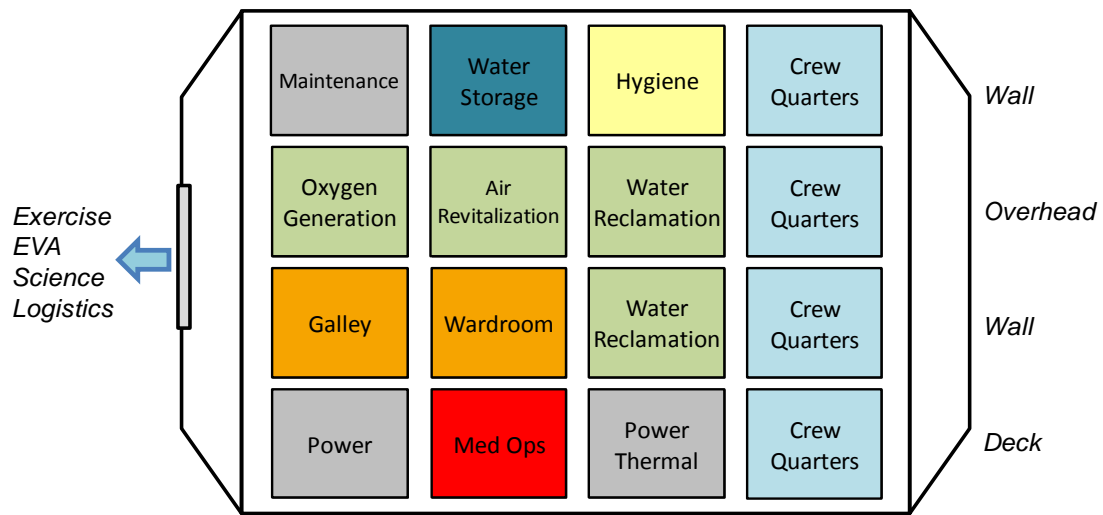 Maintenance
Water
Storage
Hygiene
Crew
Quarters
Wall
Oxygen
Generation
Air
Revitalization
Water
Reclamation
Crew
Quarters
Overhead
Exercise
EVA
Science
Logistics
Galley
Wardroom
Water
Reclamation
Crew
Quarters
Wall
Power
Med Ops
Power
Thermal
Crew
Quarters
Deck